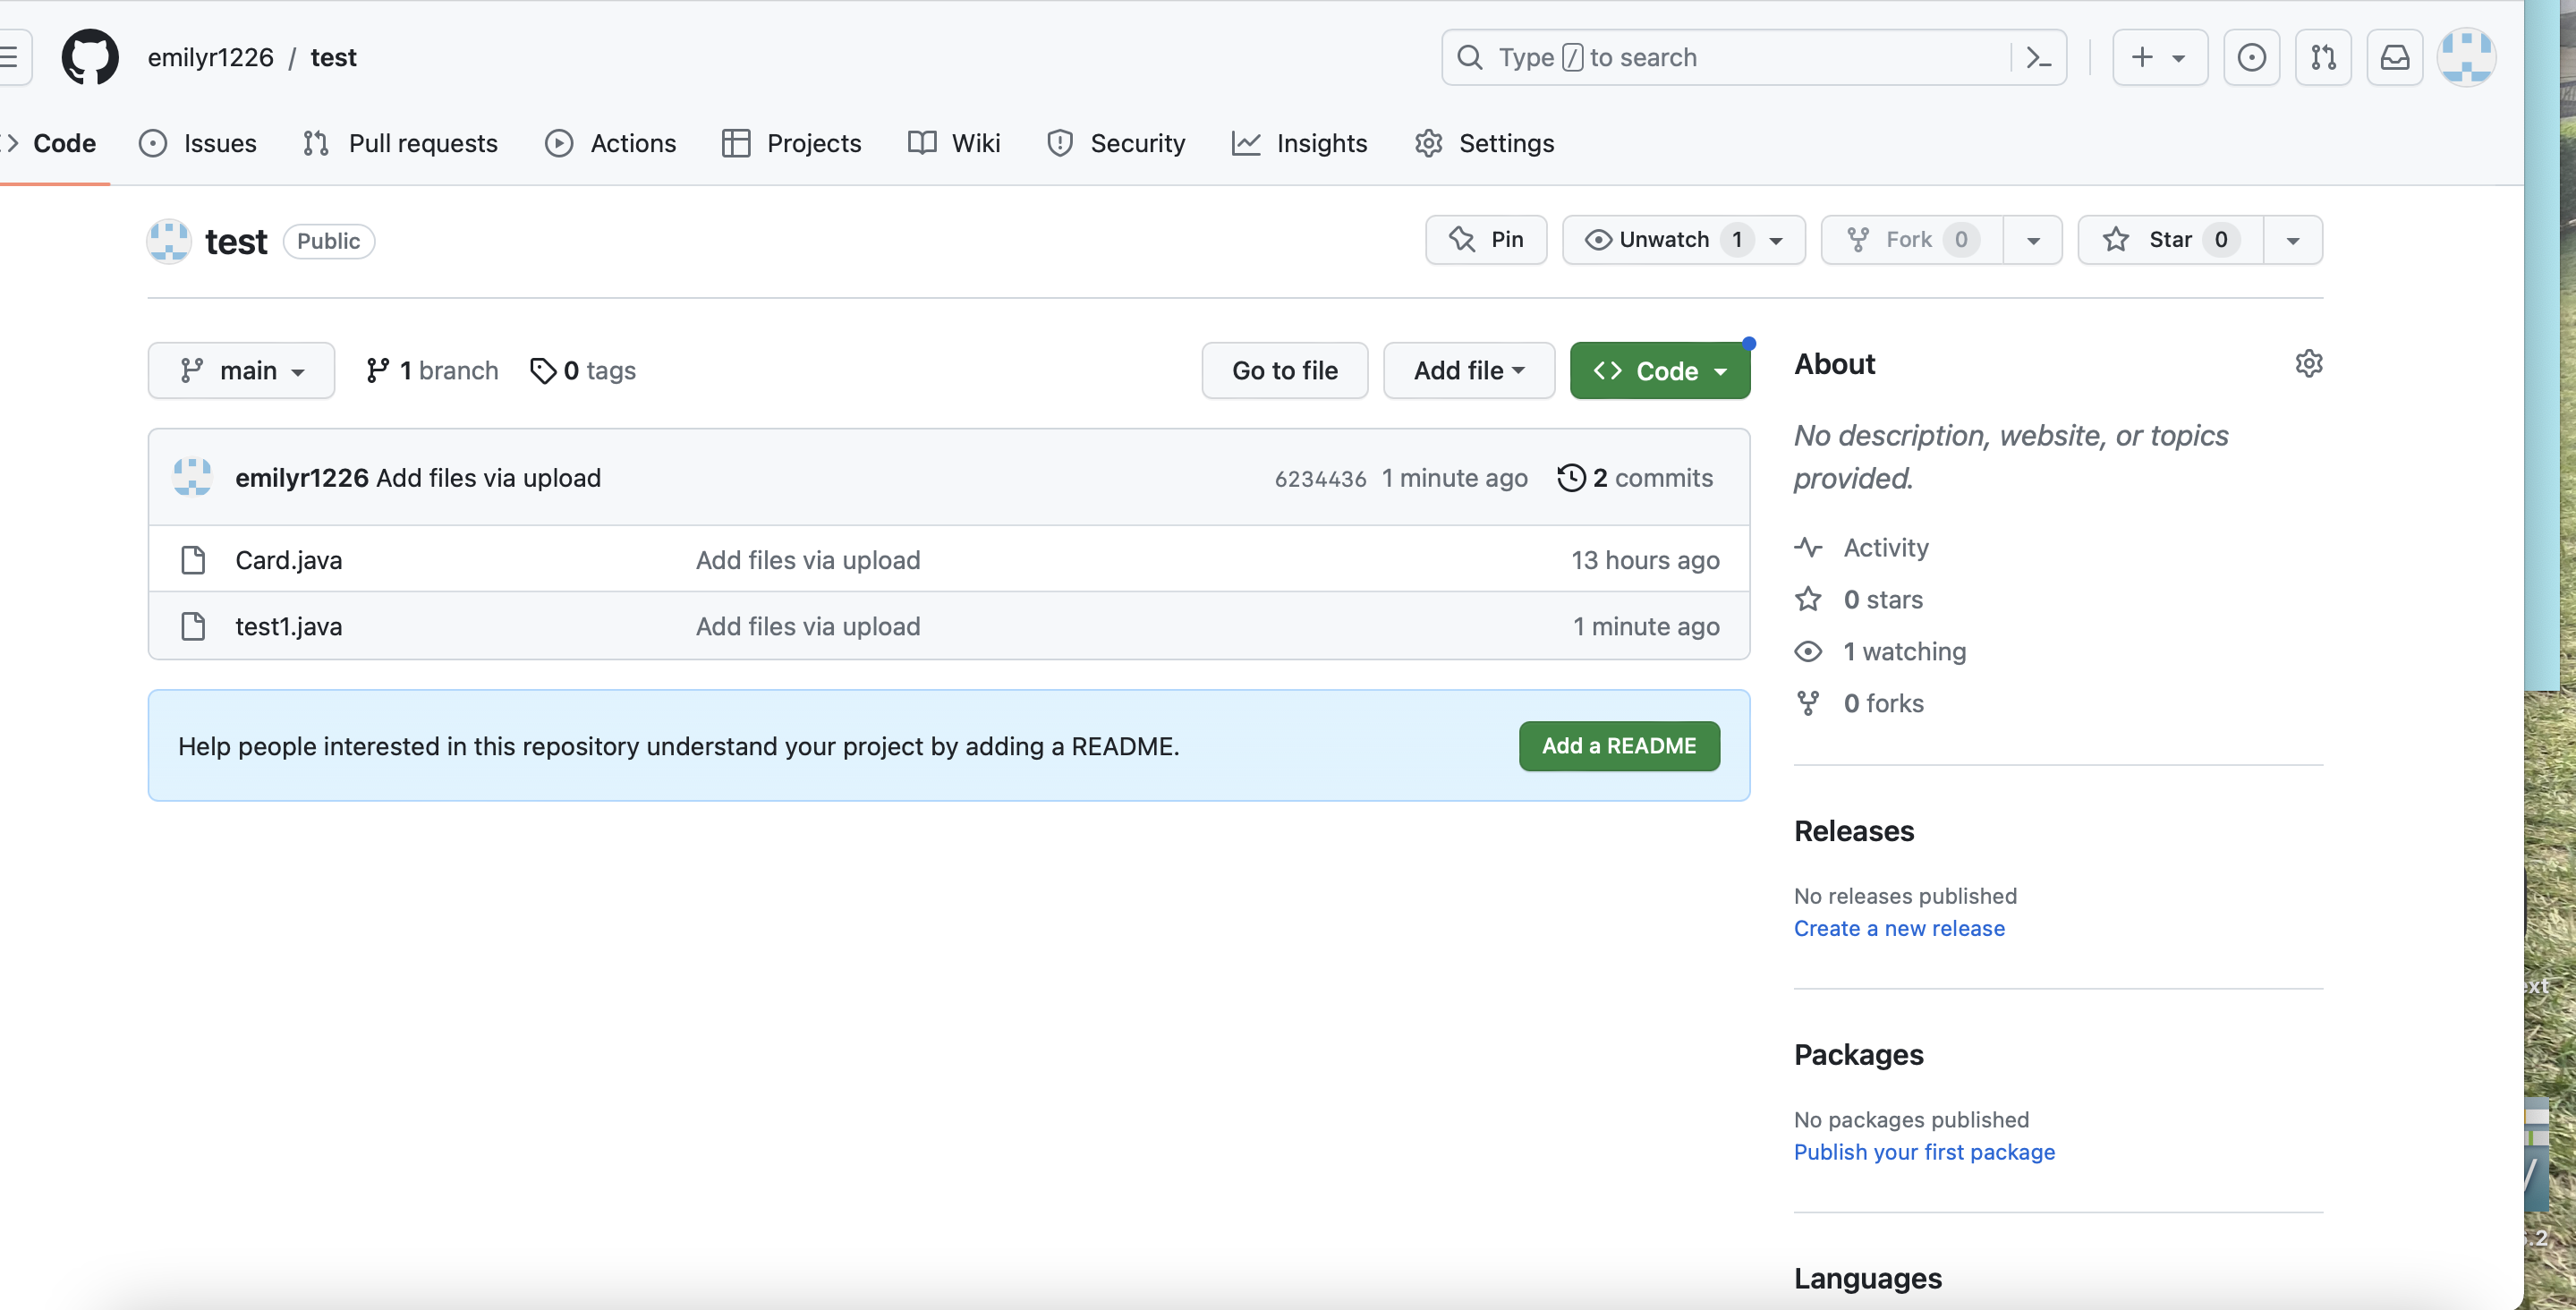 emilyr1226 / test
Type / to search
Code Issues Pull requests Actions Projects Wiki Security Insights Settings
test Public
Pin Unwatch 1 Fork 0 Star 0
main 1 branch 0 tags Go to file Add file Code
emilyr1226 Add files via upload 6234436 1 minute ago 2 commits
Card.java Add files via upload 13 hours ago
test1.java Add files via upload 1 minute ago
Help people interested in this repository understand your project by adding a README. Add a README
About
No description, website, or topics
provided.
Activity
0 stars
1 watching
0 forks
Releases
No releases published
Create a new release
Packages
No packages published
Publish your first package
Languages